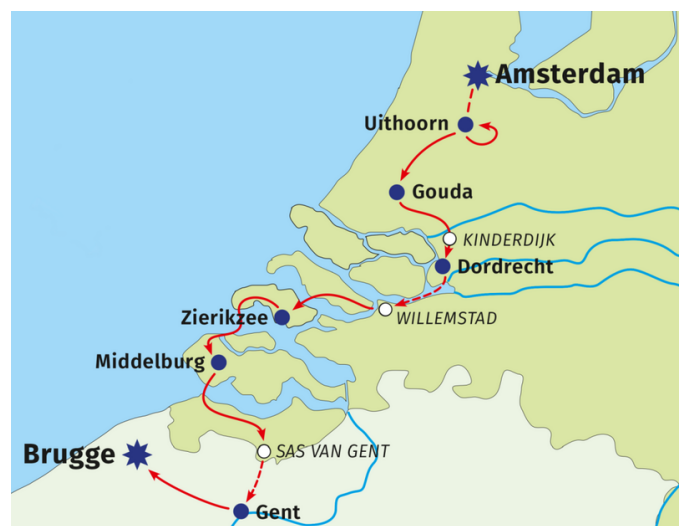 Amsterdam
Uithoorn
Gouda
KINDERDIJK
Dordrecht
WILLEMSTAD
Zierikzee
Middelburg
SAS VAN GENT
Brugge
Gent